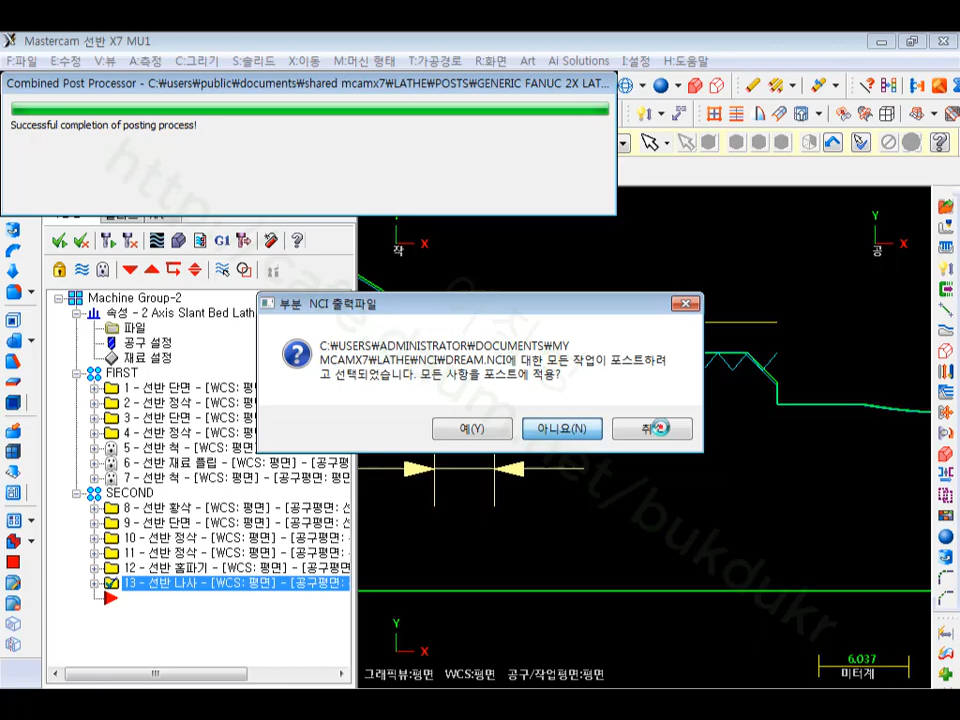 Mastercam 선반 X7 MU1
F:파일 E:수정 V:뷰 A:측정 C:그리기 S:솔리드 X:이동 M:머신 형태 T:가공경로 R:화면 Art Ai Solutions I:설정 H:도움말
Combined Post Processor - C:₩users₩public₩documents₩shared mcamx7₩LATHE₩POSTS₩GENERIC FANUC 2X LAT...
Successful completion of posting process!
G1
Machine Group-2
속성 - 2 Axis Slant Bed Lath
파일
공구 설정
재료 설정
FIRST
1 - 선반 단면 - [WCS: 평면
2 - 선반 정삭 - [WCS: 평면
3 - 선반 단면 - [WCS: 평면
4 - 선반 정삭 - [WCS: 평면
5 - 선반 척 - [WCS: 평면] -
6 - 선반 재료 플립 - [WCS: 평면] - [공구평
7 - 선반 척 - [WCS: 평면] - [공구평면:
SECOND
8 - 선반 황삭 - [WCS: 평면] - [공구평면: 선
9 - 선반 단면 - [WCS: 평면] - [공구평면: 선
10 - 선반 정삭 - [WCS: 평면] - [공구평면:
11 - 선반 정삭 - [WCS: 평면] - [공구평면:
12 - 선반 홈파기 - [WCS: 평면] - [공구평
13 - 선반 나사 - [WCS: 평면] - [공구평면:
부분 NCI 출력파일
C:₩USERS₩ADMINISTRATOR₩DOCUMENTS₩MY
MCAMX7₩LATHE₩NCI₩DREAM.NCI에 대한 모든 작업이 포스트하려
고 선택되었습니다. 모든 사항을 포스트에 적용?
예(Y) 아니요(N) 취
X
작
Y
X
공
Y
X
그래픽뷰:평면 WCS:평면 공구/작업평면:평면
6.037
미터계